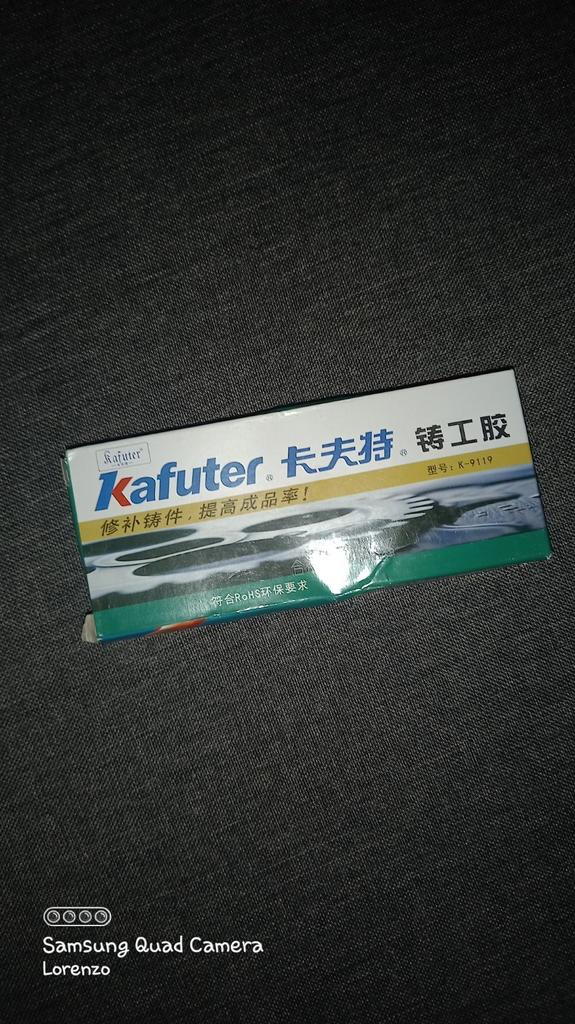 Kafuter
Kafuter® 卡夫特® 铸工胶
型号：K-9119
修补铸件，提高成品率！
符合RoHS环保要求
Samsung Quad Camera
Lorenzo